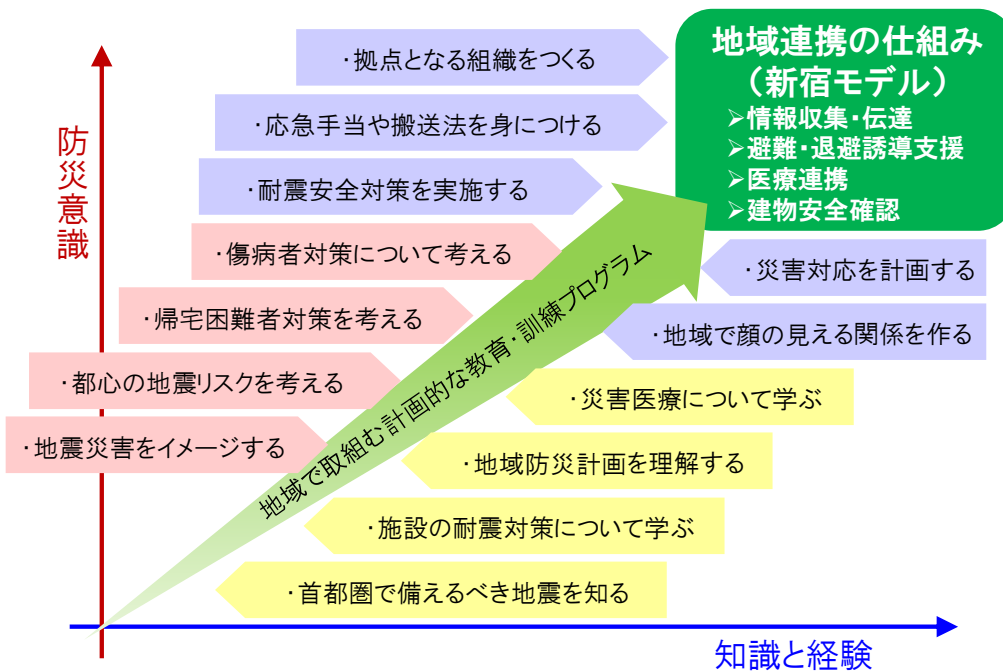 地域連携の仕組み
(新宿モデル)
➢情報収集・伝達
➢避難・退避誘導支援
➢医療連携
➢建物安全確認
・拠点となる組織をつくる
・応急手当や搬送法を身につける
・耐震安全対策を実施する
・傷病者対策について考える
・帰宅困難者対策を考える
・都心の地震リスクを考える
・地震災害をイメージする
防災意識
地域で取組む計画的な教育・訓練プログラム
・災害対応を計画する
・地域で顔の見える関係を作る
・災害医療について学ぶ
・地域防災計画を理解する
・施設の耐震対策について学ぶ
・首都圏で備えるべき地震を知る
知識と経験